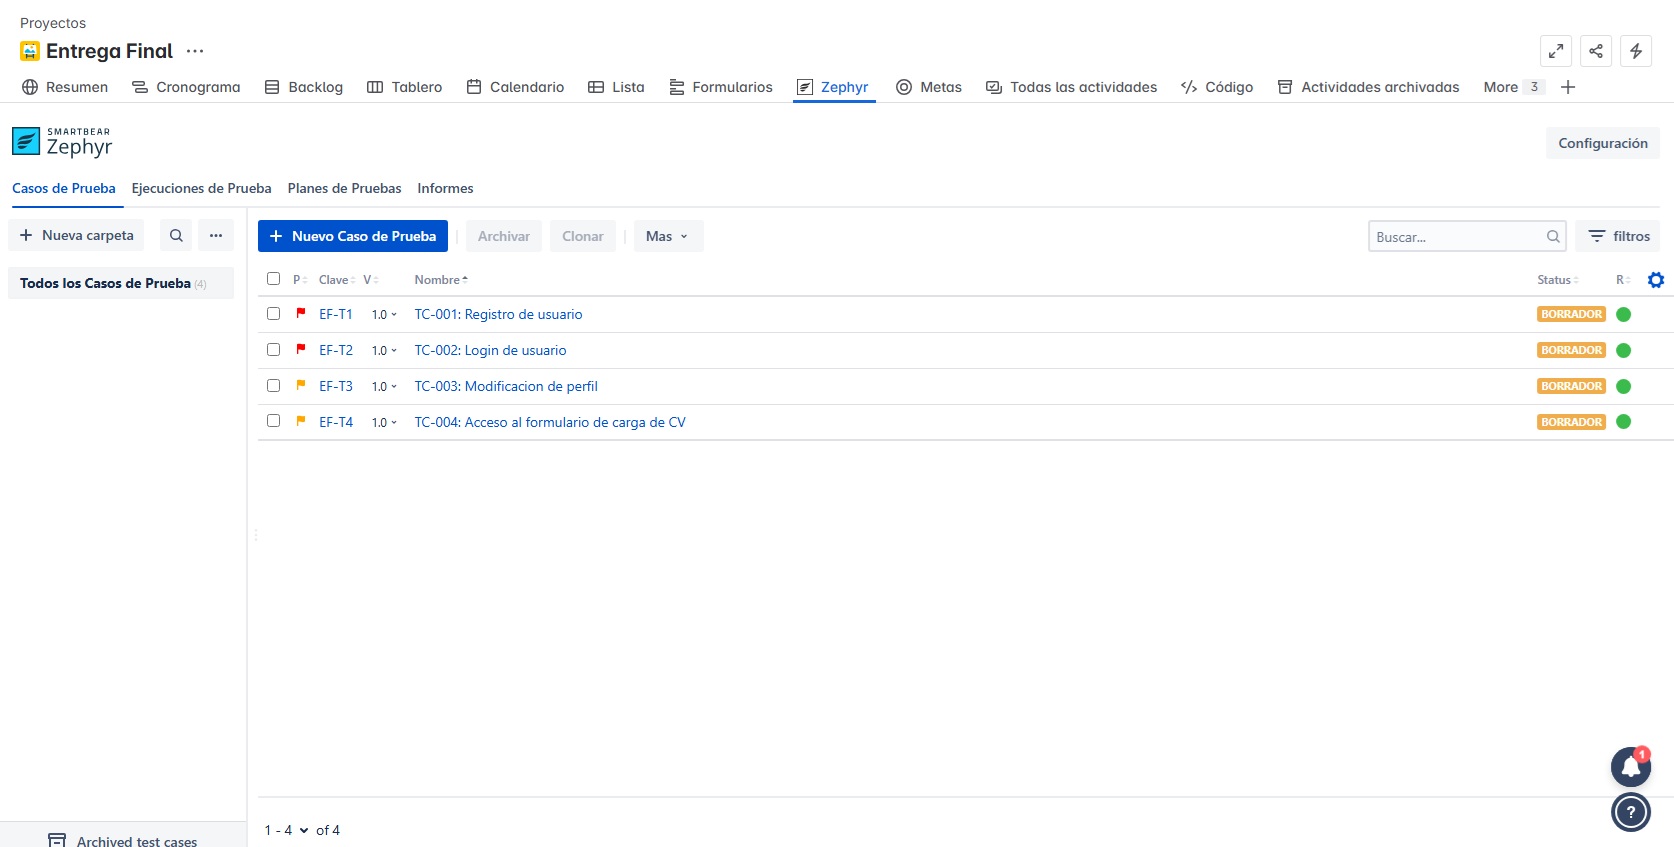 Proyectos
Entrega Final ···
Resumen Cronograma Backlog Tablero Calendario Lista Formularios Zephyr Metas Todas las actividades Código Actividades archivadas More 3
SMARTBEAR
Zephyr
Configuración
Casos de Prueba Ejecuciones de Prueba Planes de Pruebas Informes
+ Nueva carpeta ···
+ Nuevo Caso de Prueba Archivar Clonar Mas Buscar... filtros
Todos los Casos de Prueba (4)
P Clave V Nombre Status R
EF-T1 1.0 TC-001: Registro de usuario BORRADOR
EF-T2 1.0 TC-002: Login de usuario BORRADOR
EF-T3 1.0 TC-003: Modificacion de perfil BORRADOR
EF-T4 1.0 TC-004: Acceso al formulario de carga de CV BORRADOR
1
?
1 - 4 of 4
Archived test cases